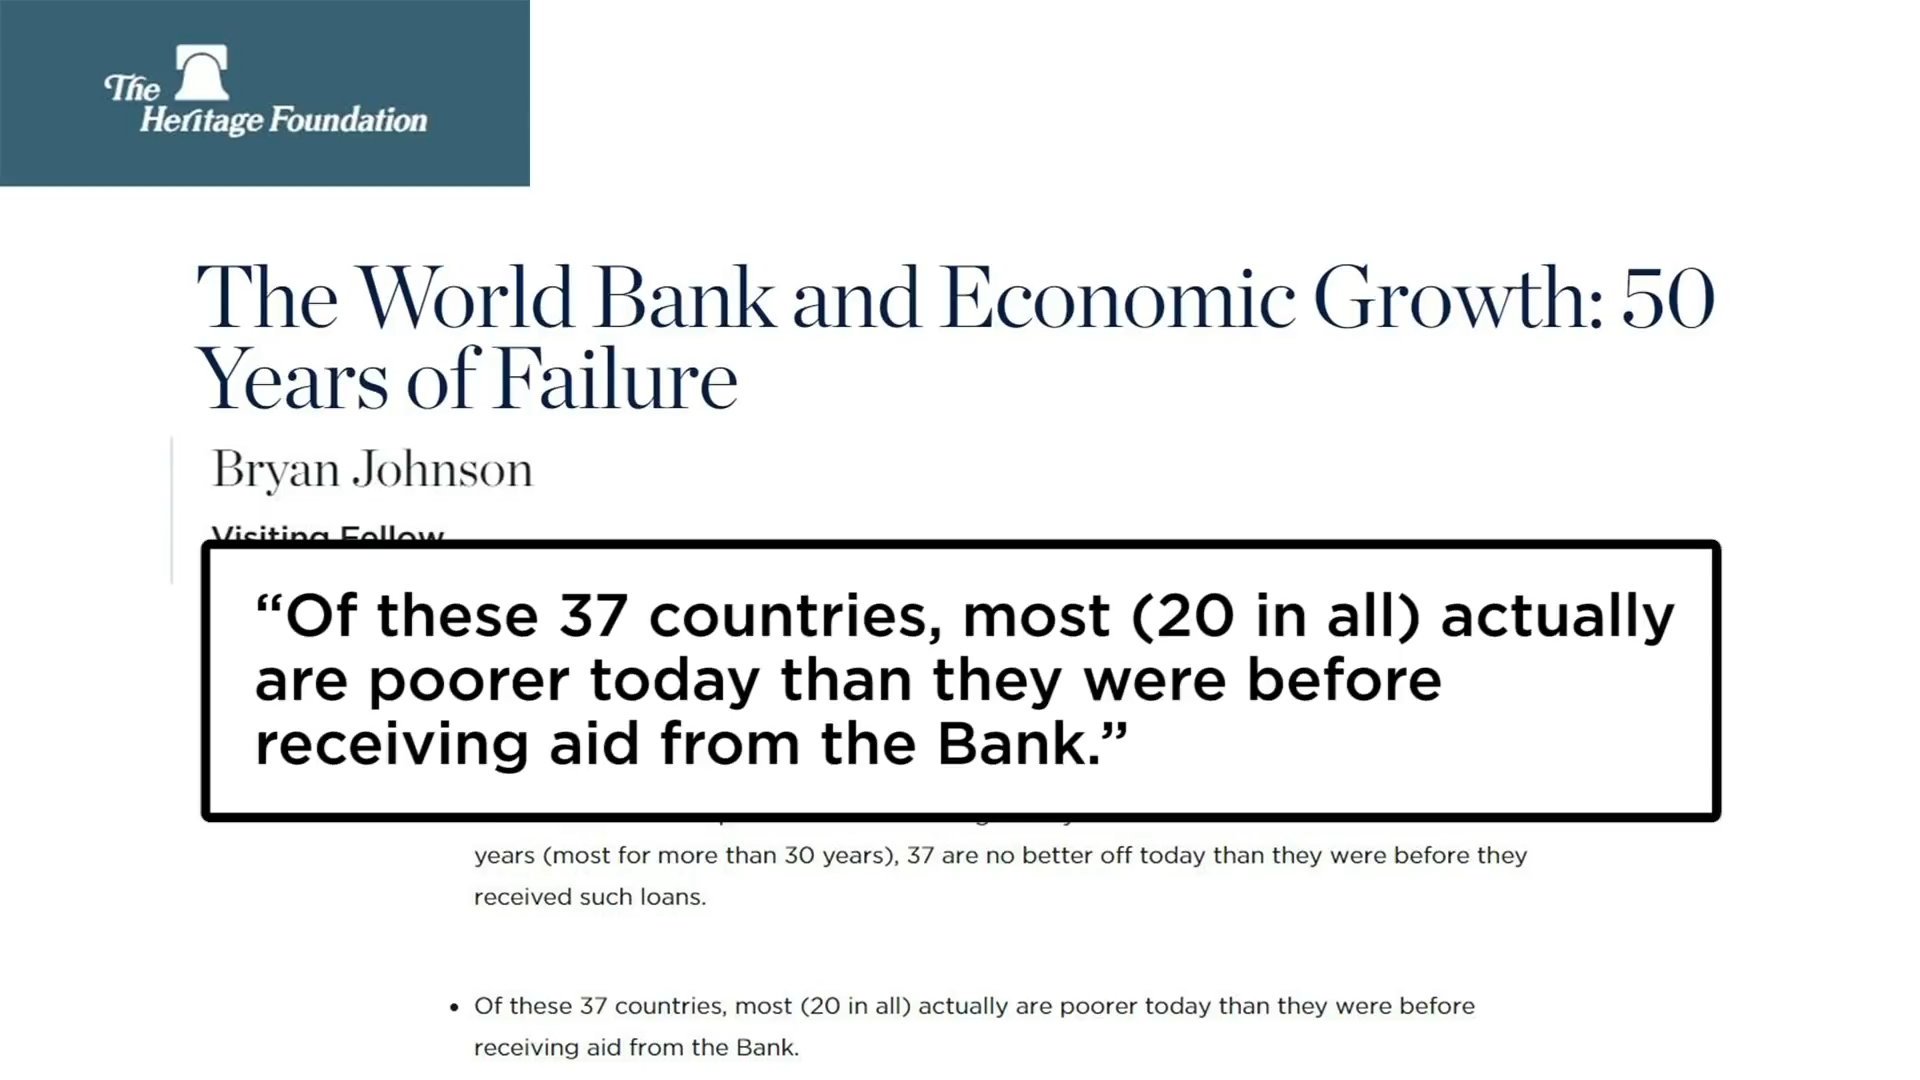 The
Heritage Foundation
The World Bank and Economic Growth: 50
Years of Failure
Bryan Johnson
Visiting Fellow
“Of these 37 countries, most (20 in all) actually
are poorer today than they were before
receiving aid from the Bank.”
years (most for more than 30 years), 37 are no better off today than they were before they
received such loans.
• Of these 37 countries, most (20 in all) actually are poorer today than they were before
receiving aid from the Bank.